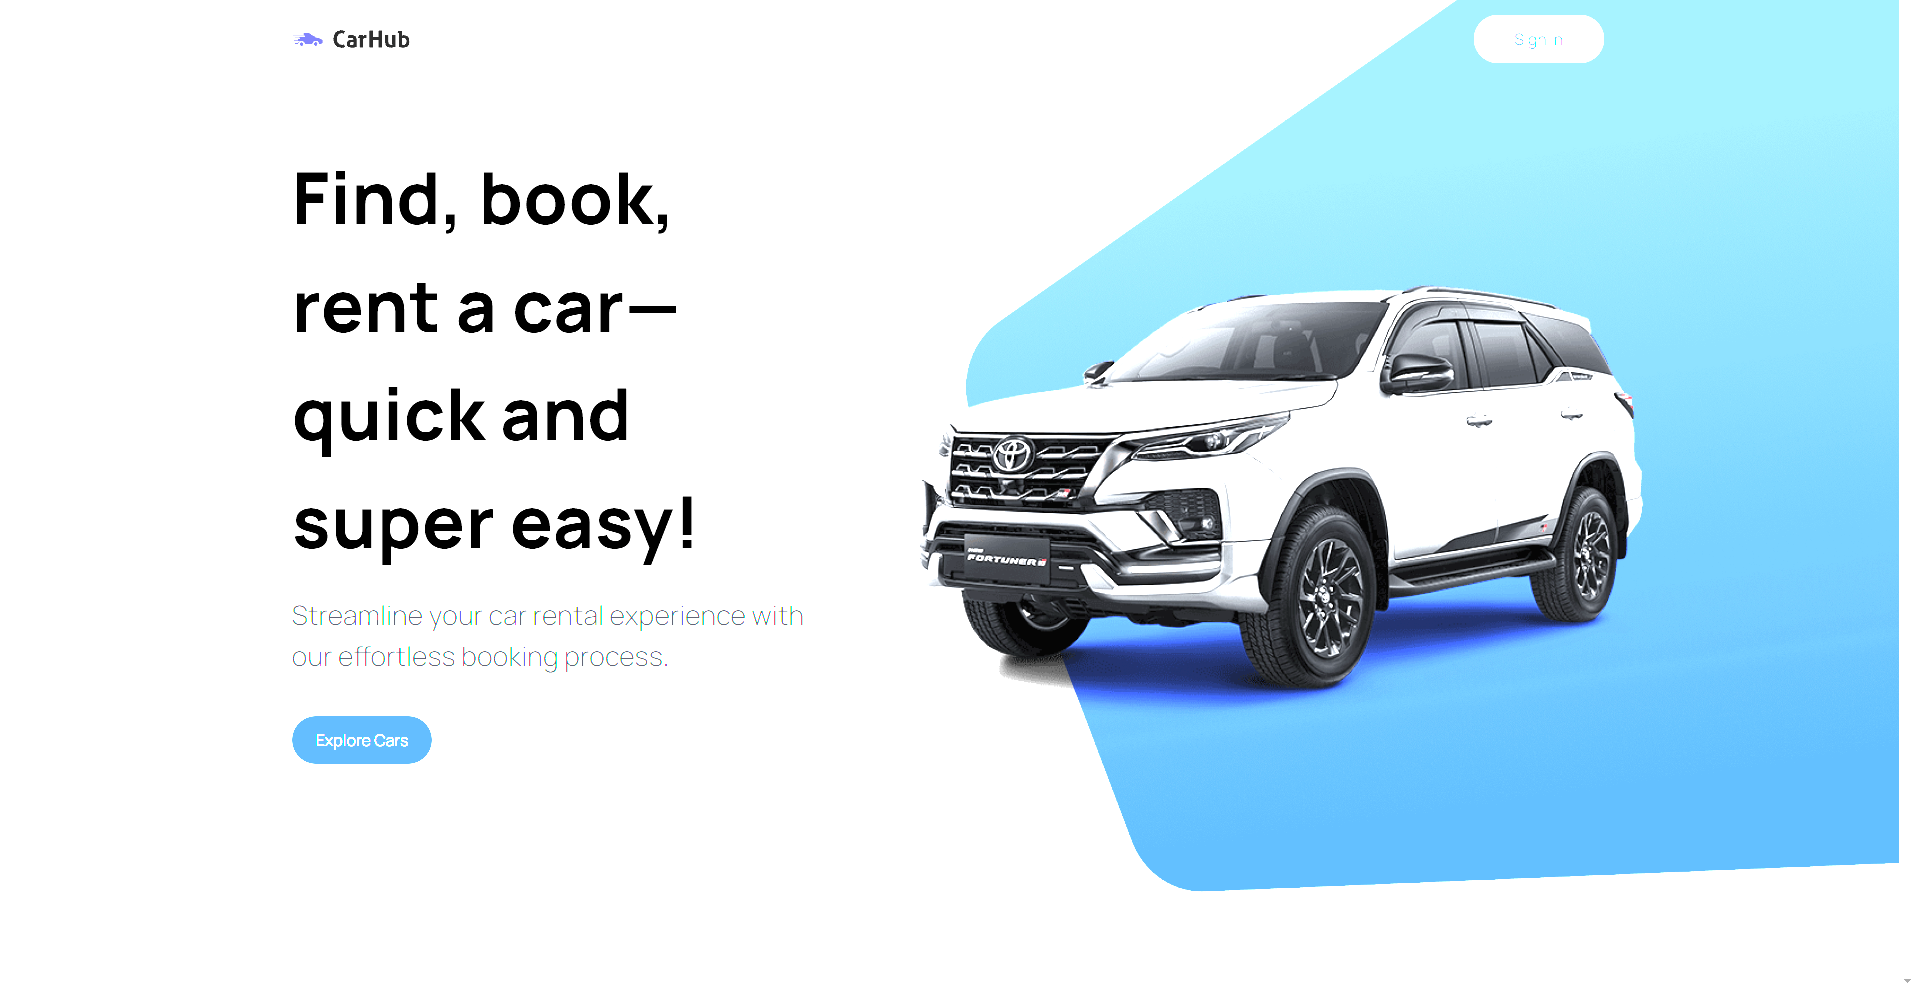 CarHub
Sign In
Find, book,
rent a car—
quick and
super easy!
Streamline your car rental experience with
our effortless booking process.
Explore Cars
FORTUNER